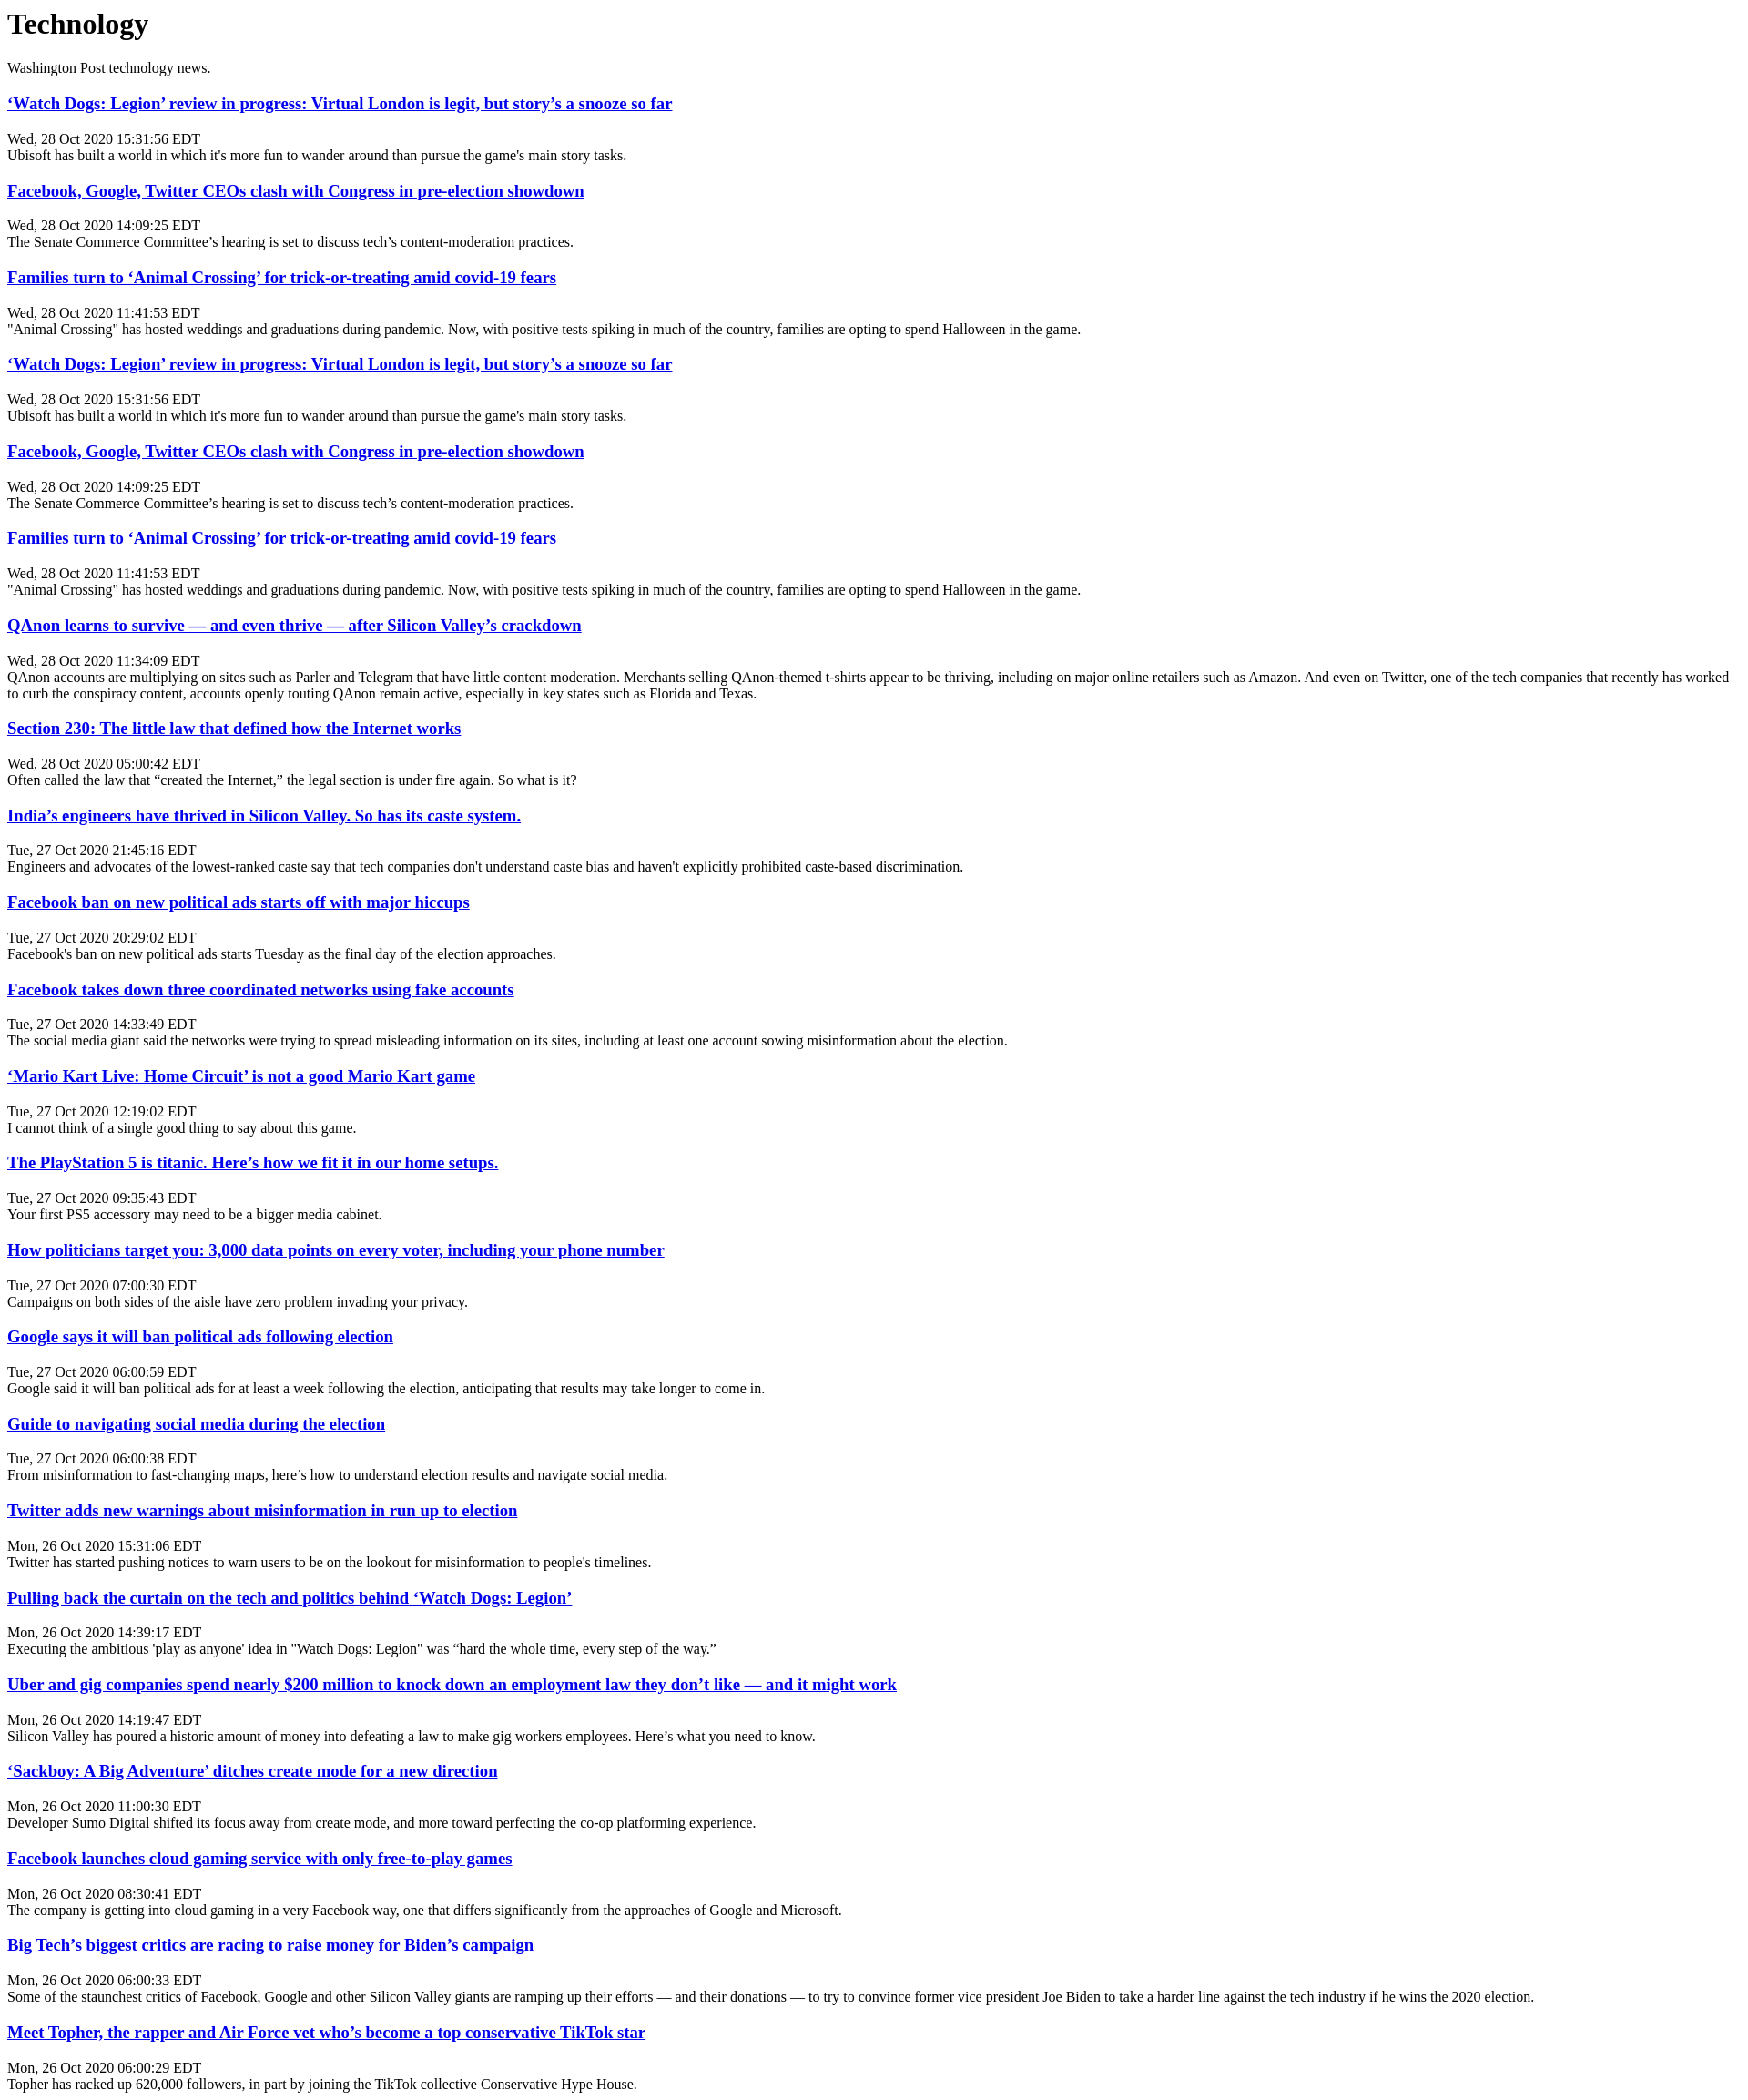 Technology
Washington Post technology news.
‘Watch Dogs: Legion’ review in progress: Virtual London is legit, but story’s a snooze so far
Wed, 28 Oct 2020 15:31:56 EDT
Ubisoft has built a world in which it's more fun to wander around than pursue the game's main story tasks.
Facebook, Google, Twitter CEOs clash with Congress in pre-election showdown
Wed, 28 Oct 2020 14:09:25 EDT
The Senate Commerce Committee’s hearing is set to discuss tech’s content-moderation practices.
Families turn to ‘Animal Crossing’ for trick-or-treating amid covid-19 fears
Wed, 28 Oct 2020 11:41:53 EDT
"Animal Crossing" has hosted weddings and graduations during pandemic. Now, with positive tests spiking in much of the country, families are opting to spend Halloween in the game.
‘Watch Dogs: Legion’ review in progress: Virtual London is legit, but story’s a snooze so far
Wed, 28 Oct 2020 15:31:56 EDT
Ubisoft has built a world in which it's more fun to wander around than pursue the game's main story tasks.
Facebook, Google, Twitter CEOs clash with Congress in pre-election showdown
Wed, 28 Oct 2020 14:09:25 EDT
The Senate Commerce Committee’s hearing is set to discuss tech’s content-moderation practices.
Families turn to ‘Animal Crossing’ for trick-or-treating amid covid-19 fears
Wed, 28 Oct 2020 11:41:53 EDT
"Animal Crossing" has hosted weddings and graduations during pandemic. Now, with positive tests spiking in much of the country, families are opting to spend Halloween in the game.
QAnon learns to survive — and even thrive — after Silicon Valley’s crackdown
Wed, 28 Oct 2020 11:34:09 EDT
QAnon accounts are multiplying on sites such as Parler and Telegram that have little content moderation. Merchants selling QAnon-themed t-shirts appear to be thriving, including on major online retailers such as Amazon. And even on Twitter, one of the tech companies that recently has worked
to curb the conspiracy content, accounts openly touting QAnon remain active, especially in key states such as Florida and Texas.
Section 230: The little law that defined how the Internet works
Wed, 28 Oct 2020 05:00:42 EDT
Often called the law that “created the Internet,” the legal section is under fire again. So what is it?
India’s engineers have thrived in Silicon Valley. So has its caste system.
Tue, 27 Oct 2020 21:45:16 EDT
Engineers and advocates of the lowest-ranked caste say that tech companies don't understand caste bias and haven't explicitly prohibited caste-based discrimination.
Facebook ban on new political ads starts off with major hiccups
Tue, 27 Oct 2020 20:29:02 EDT
Facebook's ban on new political ads starts Tuesday as the final day of the election approaches.
Facebook takes down three coordinated networks using fake accounts
Tue, 27 Oct 2020 14:33:49 EDT
The social media giant said the networks were trying to spread misleading information on its sites, including at least one account sowing misinformation about the election.
‘Mario Kart Live: Home Circuit’ is not a good Mario Kart game
Tue, 27 Oct 2020 12:19:02 EDT
I cannot think of a single good thing to say about this game.
The PlayStation 5 is titanic. Here’s how we fit it in our home setups.
Tue, 27 Oct 2020 09:35:43 EDT
Your first PS5 accessory may need to be a bigger media cabinet.
How politicians target you: 3,000 data points on every voter, including your phone number
Tue, 27 Oct 2020 07:00:30 EDT
Campaigns on both sides of the aisle have zero problem invading your privacy.
Google says it will ban political ads following election
Tue, 27 Oct 2020 06:00:59 EDT
Google said it will ban political ads for at least a week following the election, anticipating that results may take longer to come in.
Guide to navigating social media during the election
Tue, 27 Oct 2020 06:00:38 EDT
From misinformation to fast-changing maps, here’s how to understand election results and navigate social media.
Twitter adds new warnings about misinformation in run up to election
Mon, 26 Oct 2020 15:31:06 EDT
Twitter has started pushing notices to warn users to be on the lookout for misinformation to people's timelines.
Pulling back the curtain on the tech and politics behind ‘Watch Dogs: Legion’
Mon, 26 Oct 2020 14:39:17 EDT
Executing the ambitious 'play as anyone' idea in "Watch Dogs: Legion" was “hard the whole time, every step of the way.”
Uber and gig companies spend nearly $200 million to knock down an employment law they don’t like — and it might work
Mon, 26 Oct 2020 14:19:47 EDT
Silicon Valley has poured a historic amount of money into defeating a law to make gig workers employees. Here’s what you need to know.
‘Sackboy: A Big Adventure’ ditches create mode for a new direction
Mon, 26 Oct 2020 11:00:30 EDT
Developer Sumo Digital shifted its focus away from create mode, and more toward perfecting the co-op platforming experience.
Facebook launches cloud gaming service with only free-to-play games
Mon, 26 Oct 2020 08:30:41 EDT
The company is getting into cloud gaming in a very Facebook way, one that differs significantly from the approaches of Google and Microsoft.
Big Tech’s biggest critics are racing to raise money for Biden’s campaign
Mon, 26 Oct 2020 06:00:33 EDT
Some of the staunchest critics of Facebook, Google and other Silicon Valley giants are ramping up their efforts — and their donations — to try to convince former vice president Joe Biden to take a harder line against the tech industry if he wins the 2020 election.
Meet Topher, the rapper and Air Force vet who’s become a top conservative TikTok star
Mon, 26 Oct 2020 06:00:29 EDT
Topher has racked up 620,000 followers, in part by joining the TikTok collective Conservative Hype House.